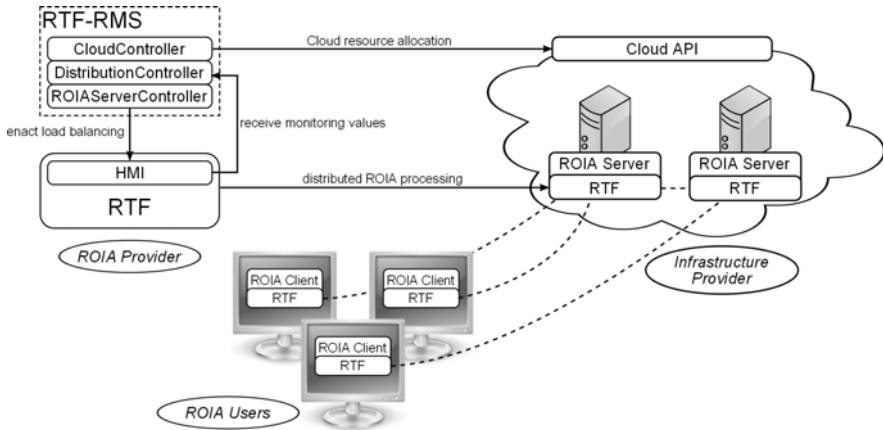 RTF-RMS
CloudController
DistributionController
ROIAServerController
Cloud resource allocation
Cloud API
enact load balancing
receive monitoring values
HMI
RTF
distributed ROIA processing
ROIA Server
RTF
ROIA Server
RTF
ROIA Provider
Infrastructure
Provider
ROIA Client
RTF
ROIA Client
RTF
ROIA Client
RTF
ROIA Users